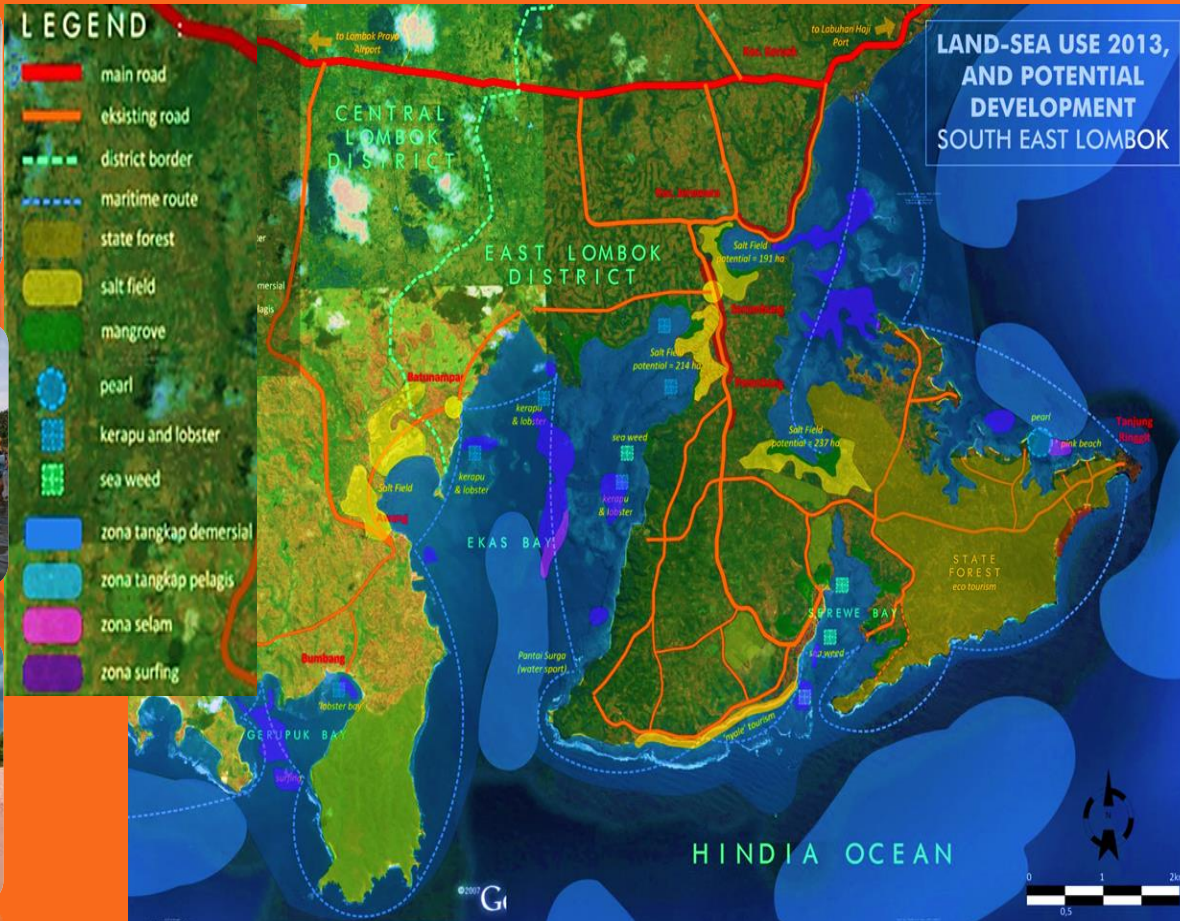 LEGEND :
main road
eksisting road
district border
maritime route
state forest
salt field
mangrove
pearl
kerapu and lobster
sea weed
zona tangkap demersial
zona tangkap pelagis
zona selam
zona surfing
LAND-SEA USE 2013,
AND POTENTIAL
DEVELOPMENT
SOUTH EAST LOMBOK
to Lombok Praya
Airport
to Labuhan Haji
Port
CENTRAL
LOMBOK
DISTRICT
EAST LOMBOK
DISTRICT
Salt Field
potential = 191 ha
Salt Field
potential = 214 ha
Batunampar
kerapu
& lobster
sea weed
kerapu
& lobster
kerapu
& lobster
Salt Field
potential = 237 ha
pearl
pink beach
Tanjung
Ringgit
Salt Field
Awang
EKAS BAY
STATE
FOREST
eco tourism
SEREWE BAY
sea weed
Pantai Surga
(water sport)
Bumbang
lobster bay
GERUPUK BAY
surfing
'nyale' tourism
HINDIA OCEAN
©2007
N
0
1
0,5